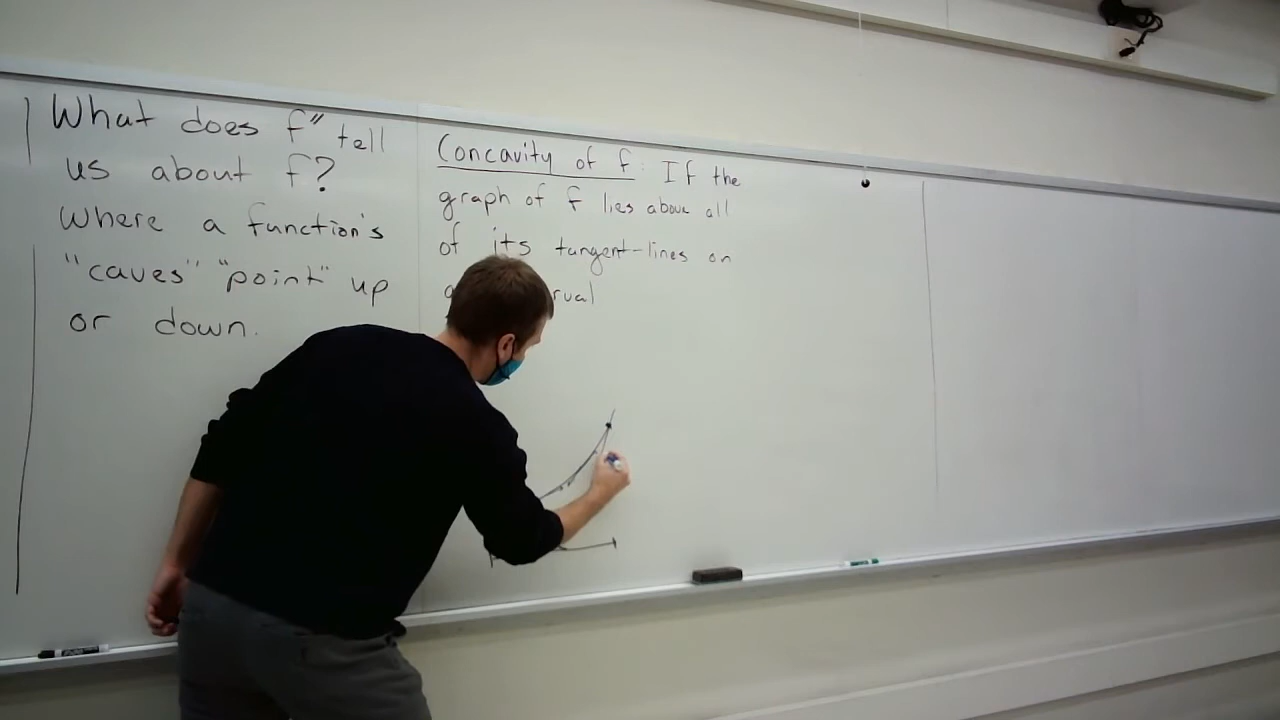 What does f" tell
us about f?
Where a function's
"caves" "point" up
or down.
Concavity of f: If the
graph of f lies above all
of its tangent-lines on